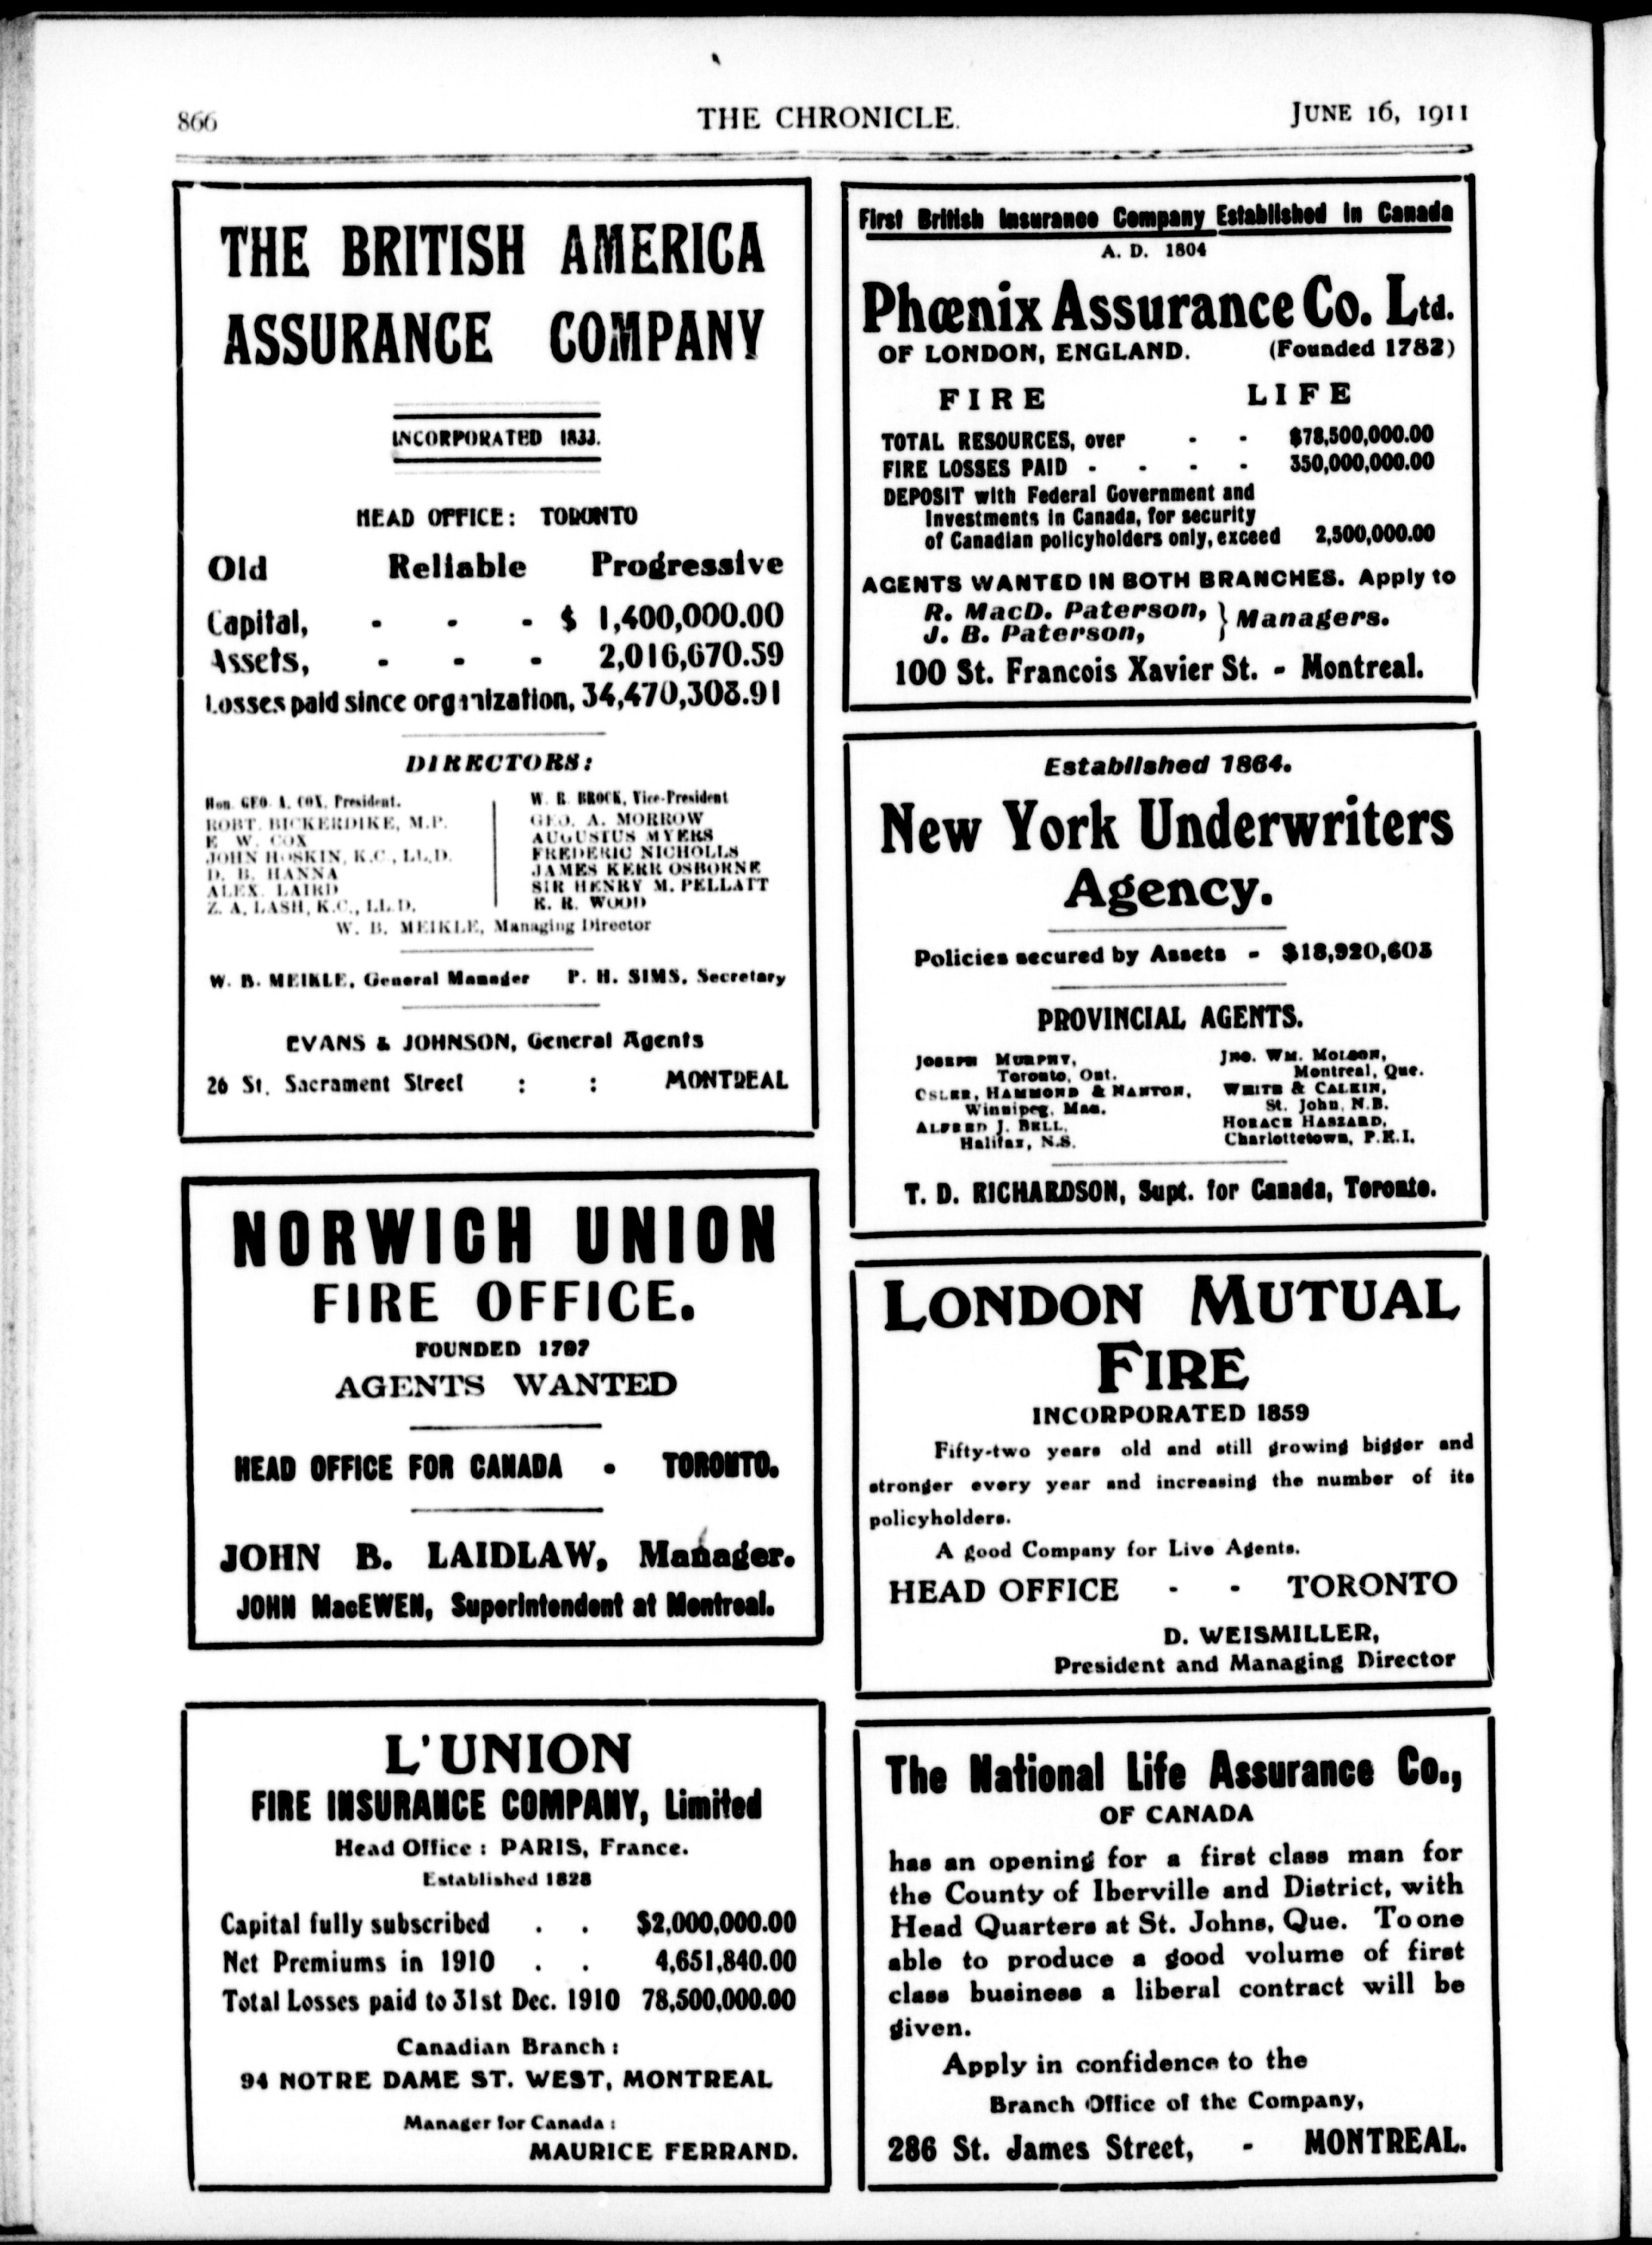 866
THE CHRONICLE.
JUNE 16, 1911
THE BRITISH AMERICA
ASSURANCE COMPANY
INCORPORATED 1833.
HEAD OFFICE: TORONTO
Old Reliable Progressive
Capital, - - - $ 1,400,000.00
Assets, - - - 2,016,670.59
Losses paid since organization, 34,470,308.91
DIRECTORS:
Hon. GEO. A. COX, President.
ROBT. BICKERDIKE, M.P.
E. W. COX
JOHN HOSKIN, K.C., LL.D.
D. B. HANNA
ALEX. LAIRD
Z. A. LASH, K.C., LL.D.
W. R. BROCK, Vice-President
GEO. A. MORROW
AUGUSTUS MYERS
FREDERIC NICHOLLS
JAMES KERR OSBORNE
SIR HENRY M. PELLATT
E. R. WOOD
W. B. MEIKLE, Managing Director
W. B. MEIKLE, General Manager P. H. SIMS, Secretary
EVANS & JOHNSON, General Agents
26 St. Sacrament Street : : MONTREAL
NORWICH UNION
FIRE OFFICE.
FOUNDED 1797
AGENTS WANTED
HEAD OFFICE FOR CANADA - TORONTO.
JOHN B. LAIDLAW, Manager.
JOHN MacEWEN, Superintendent at Montreal.
L'UNION
FIRE INSURANCE COMPANY, Limited
Head Office : PARIS, France.
Established 1828
Capital fully subscribed . . $2,000,000.00
Net Premiums in 1910 . . 4,651,840.00
Total Losses paid to 31st Dec. 1910 78,500,000.00
Canadian Branch :
94 NOTRE DAME ST. WEST, MONTREAL
Manager for Canada :
MAURICE FERRAND.
First British Insurance Company Established in Canada
A. D. 1804
Phœnix Assurance Co. Ltd.
OF LONDON, ENGLAND. (Founded 1782)
FIRE LIFE
TOTAL RESOURCES, over - - $78,500,000.00
FIRE LOSSES PAID - - - - 350,000,000.00
DEPOSIT with Federal Government and
Investments in Canada, for security
of Canadian policyholders only, exceed 2,500,000.00
AGENTS WANTED IN BOTH BRANCHES. Apply to
R. MacD. Paterson, } Managers.
J. B. Paterson,
100 St. Francois Xavier St. - Montreal.
Established 1864.
New York Underwriters
Agency.
Policies secured by Assets - $18,920,603
PROVINCIAL AGENTS.
JOSEPH MURPHY,
Toronto, Ont.
OSLER, HAMMOND & NANTON,
Winnipeg, Man.
ALFRED J. BELL,
Halifax, N.S.
JNO. WM. MOLSON,
Montreal, Que.
WHITE & CALKIN,
St. John, N.B.
HORACE HASZARD,
Charlottetown, P.E.I.
T. D. RICHARDSON, Supt. for Canada, Toronto.
LONDON MUTUAL
FIRE
INCORPORATED 1859
Fifty-two years old and still growing bigger and
stronger every year and increasing the number of its
policyholders.
A good Company for Live Agents.
HEAD OFFICE - - TORONTO
D. WEISMILLER,
President and Managing Director
The National Life Assurance Co.,
OF CANADA
has an opening for a first class man for
the County of Iberville and District, with
Head Quarters at St. Johns, Que. To one
able to produce a good volume of first
class business a liberal contract will be
given.
Apply in confidence to the
Branch Office of the Company,
286 St. James Street, - MONTREAL.